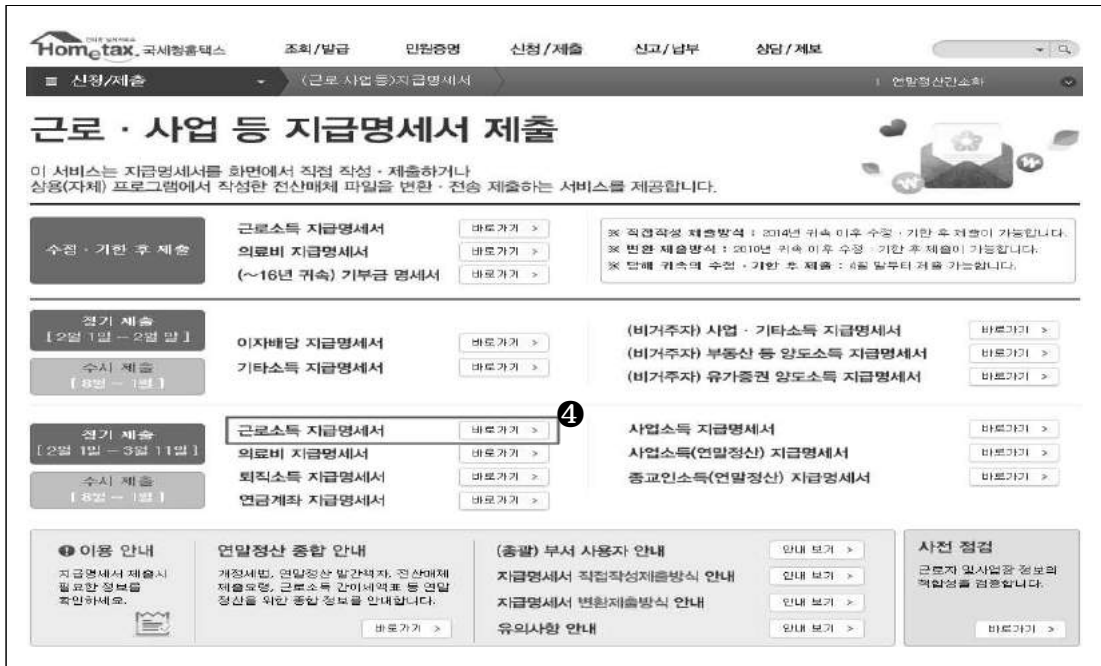 Hometax. 국세청홈택스
조회/발급 민원증명 신청/제출 신고/납부 상담/제보
≡ 신청/제출 (근로 사업등)지급명세서 연말정산간소화
근로 · 사업 등 지급명세서 제출
이 서비스는 지급명세서를 화면에서 직접 작성 · 제출하거나
상용(자체) 프로그램에서 작성한 전산매체 파일을 변환 · 전송 제출하는 서비스를 제공합니다.
수정 · 기한 후 제출
근로소득 지급명세서 바로가기 >
의료비 지급명세서 바로가기 >
(~16년 귀속) 기부금 명세서 바로가기 >
※ 직접작성 제출방식 : 2014년 귀속 이후 수정 · 기한 후 제출이 가능합니다.
※ 변환 제출방식 : 2010년 귀속 이후 수정 · 기한 후 제출이 가능합니다.
※ 당해 귀속의 수정 · 기한 후 제출 : 4월 말부터 제출 가능합니다.
정기 제출
[ 2월 1일 ~ 2월 말 ]
수시 제출
[ 8월 ~ 1월 ]
이자배당 지급명세서 바로가기 >
기타소득 지급명세서 바로가기 >
(비거주자) 사업 · 기타소득 지급명세서 바로가기 >
(비거주자) 부동산 등 양도소득 지급명세서 바로가기 >
(비거주자) 유가증권 양도소득 지급명세서 바로가기 >
정기 제출
[ 2월 1일 ~ 3월 11일 ]
수시 제출
[ 8월 ~ 1월 ]
❹
근로소득 지급명세서 바로가기 >
의료비 지급명세서 바로가기 >
퇴직소득 지급명세서 바로가기 >
연금계좌 지급명세서 바로가기 >
사업소득 지급명세서 바로가기 >
사업소득(연말정산) 지급명세서 바로가기 >
종교인소득(연말정산) 지급명세서 바로가기 >
이용 안내
지급명세서 제출시
필요한 정보를
확인하세요.
연말정산 종합 안내
개정세법, 연말정산 발간책자, 전산매체
제출요령, 근로소득 간이세액표 등 연말
정산을 위한 종합 정보를 안내합니다.
바로가기 >
(총괄) 부서 사용자 안내 안내 보기 >
지급명세서 직접작성제출방식 안내 안내 보기 >
지급명세서 변환제출방식 안내 안내 보기 >
유의사항 안내 안내 보기 >
사전 점검
근로자 및사업장 정보의
적합성을 검증합니다.
바로가기 >